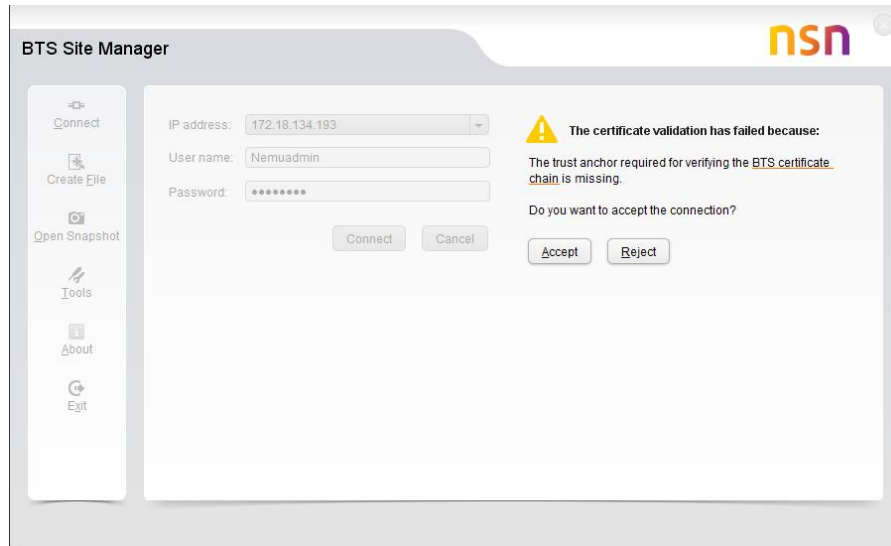 nsn
BTS Site Manager
Connect
Create File
Open Snapshot
Tools
About
Exit
IP address: 172.18.134.193
User name: Nemuadmin
Password: ••••••••
Connect Cancel
The certificate validation has failed because:
The trust anchor required for verifying the BTS certificate
chain is missing.
Do you want to accept the connection?
Accept Reject